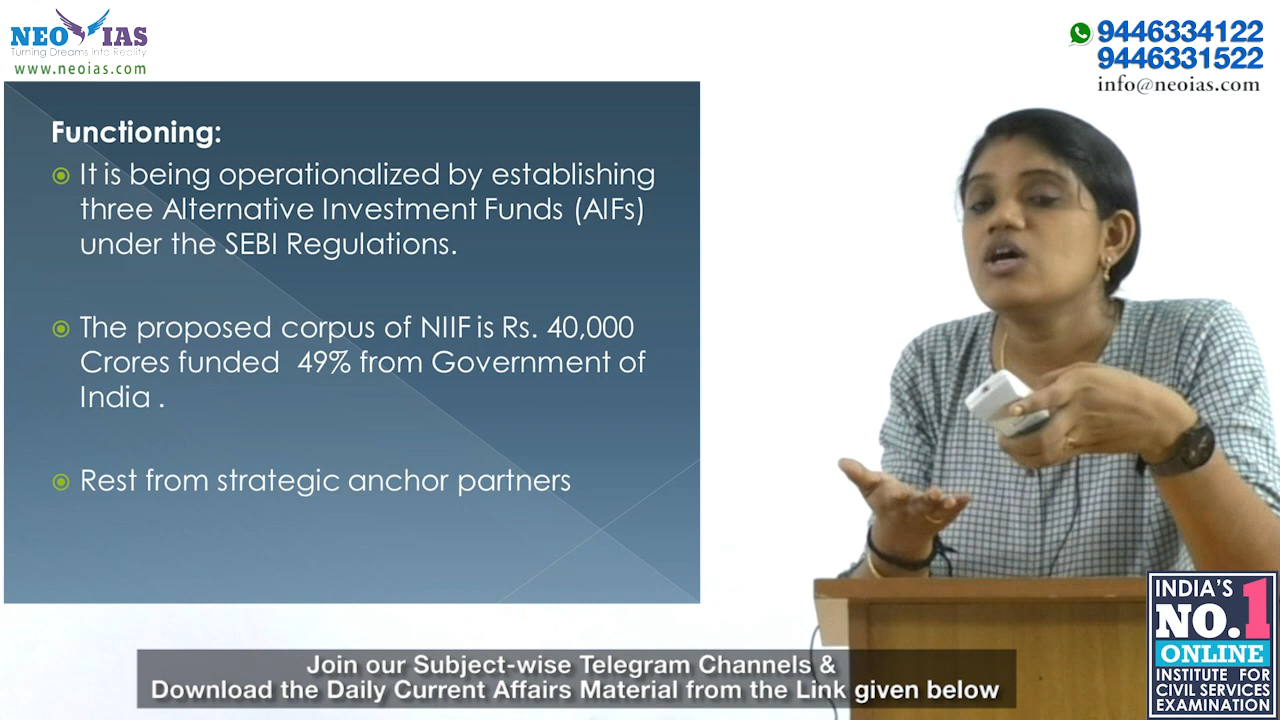 NEO IAS
Turning Dreams into Reality
www.neoias.com
9446334122
9446331522
info@neoias.com
Functioning:
It is being operationalized by establishing
three Alternative Investment Funds (AIFs)
under the SEBI Regulations.
The proposed corpus of NIIF is Rs. 40,000
Crores funded 49% from Government of
India .
Rest from strategic anchor partners
INDIA'S
NO.1
ONLINE
INSTITUTE FOR
CIVIL SERVICES
EXAMINATION
Join our Subject-wise Telegram Channels &
Download the Daily Current Affairs Material from the Link given below